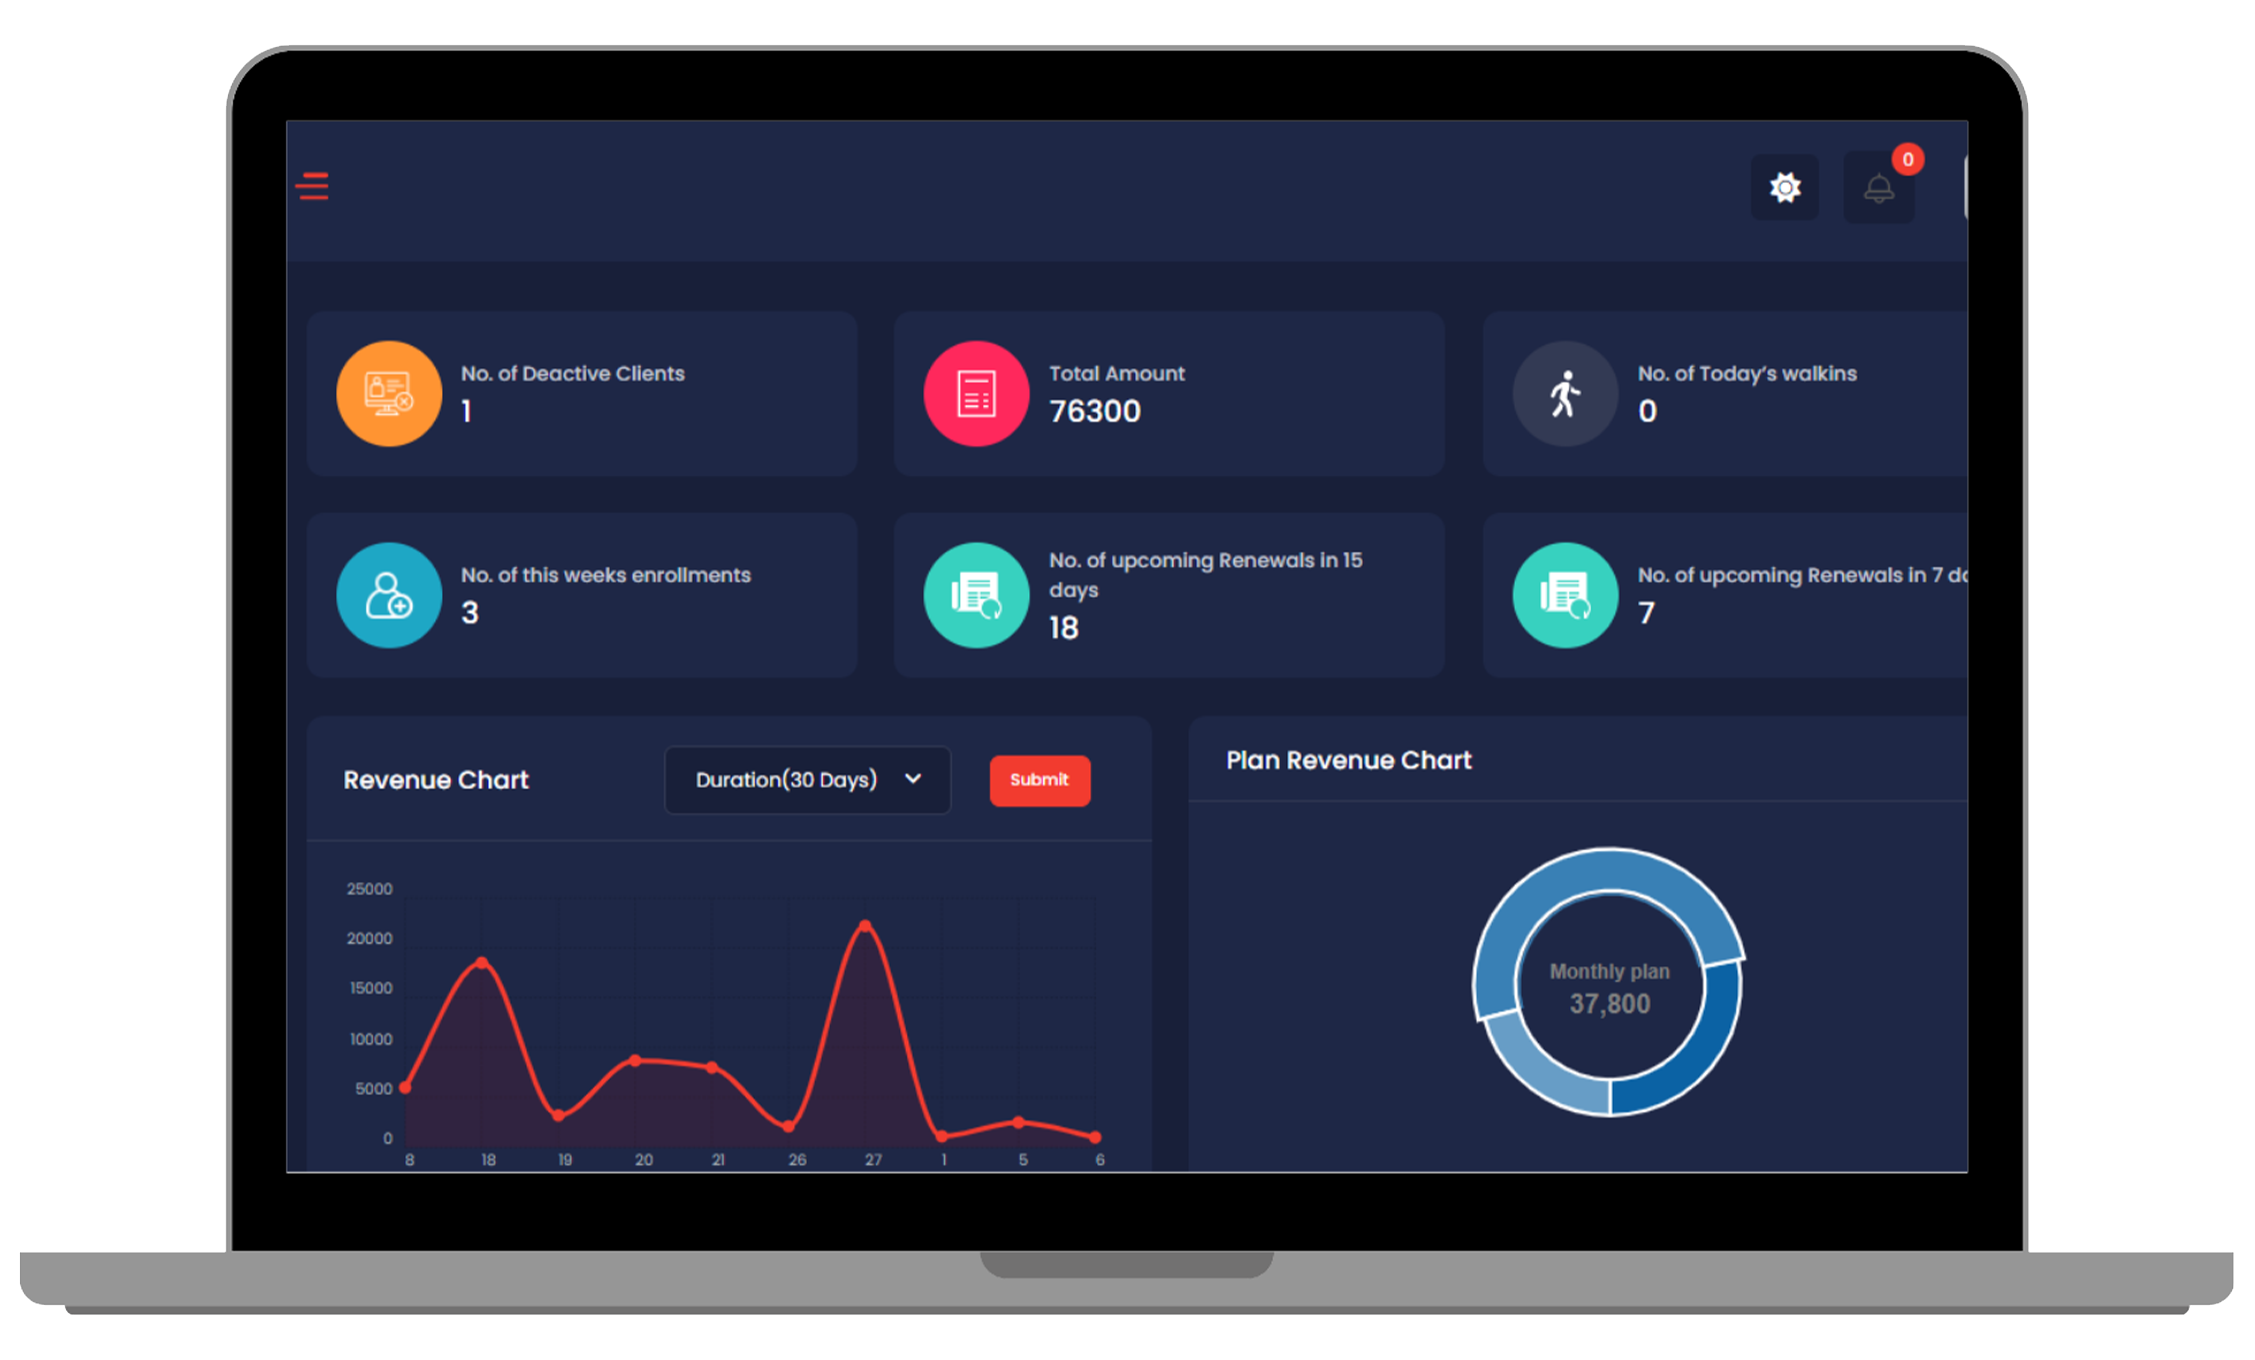 0
No. of Deactive Clients
1
Total Amount
76300
No. of Today's walkins
0
No. of this weeks enrollments
3
No. of upcoming Renewals in 15
days
18
No. of upcoming Renewals in 7
7
Revenue Chart
Duration(30 Days)
Submit
Plan Revenue Chart
25000
20000
15000
10000
5000
0
8 18 19 20 21 26 27 1 5 6
Monthly plan
37,800